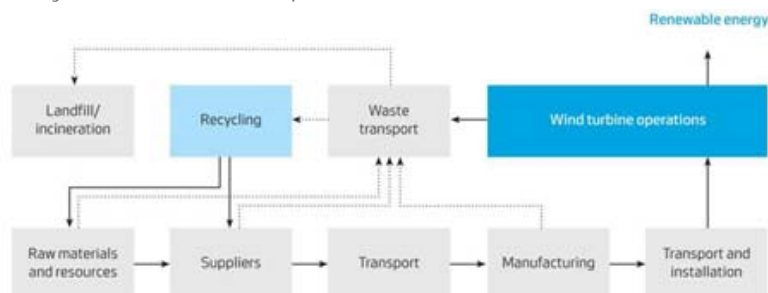 Renewable energy
Landfill/
incineration
Recycling
Waste
transport
Wind turbine operations
Raw materials
and resources
Suppliers
Transport
Manufacturing
Transport and
installation